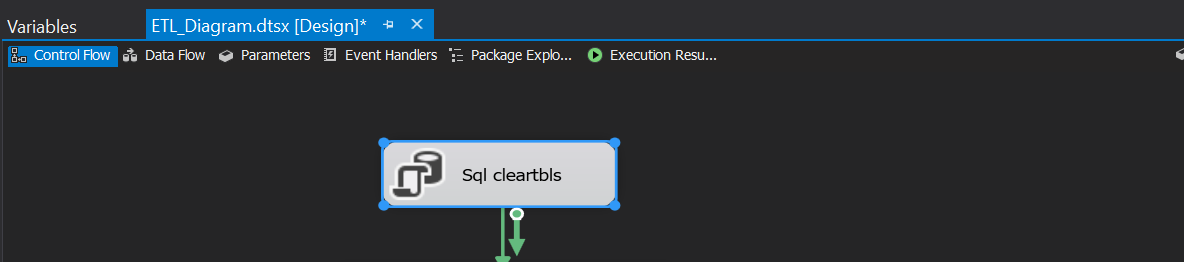 Variables
ETL_Diagram.dtsx [Design]*
Control Flow Data Flow Parameters Event Handlers Package Explo... Execution Resu...
Sql cleartbls